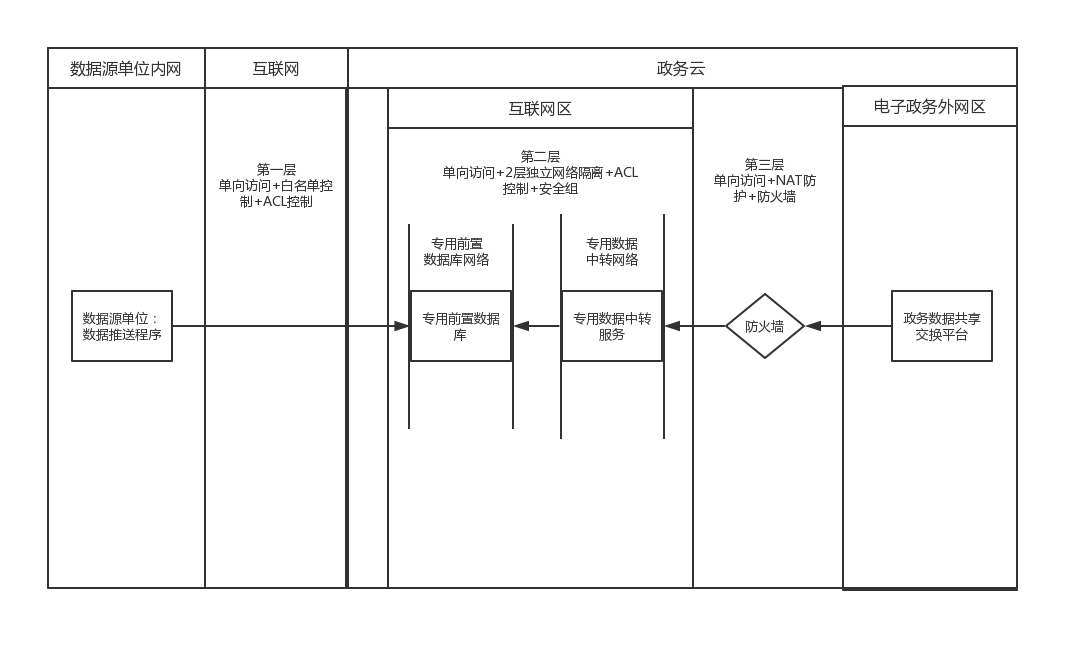 数据源单位内网
互联网
政务云
互联网区
电子政务外网区
第一层
单向访问+白名单控
制+ACL控制
第二层
单向访问+2层独立网络隔离+ACL
控制+安全组
第三层
单向访问+NAT防
护+防火墙
专用前置
数据库网络
专用数据
中转网络
数据源单位：
数据推送程序
专用前置数据
库
专用数据中转
服务
防火墙
政务数据共享
交换平台